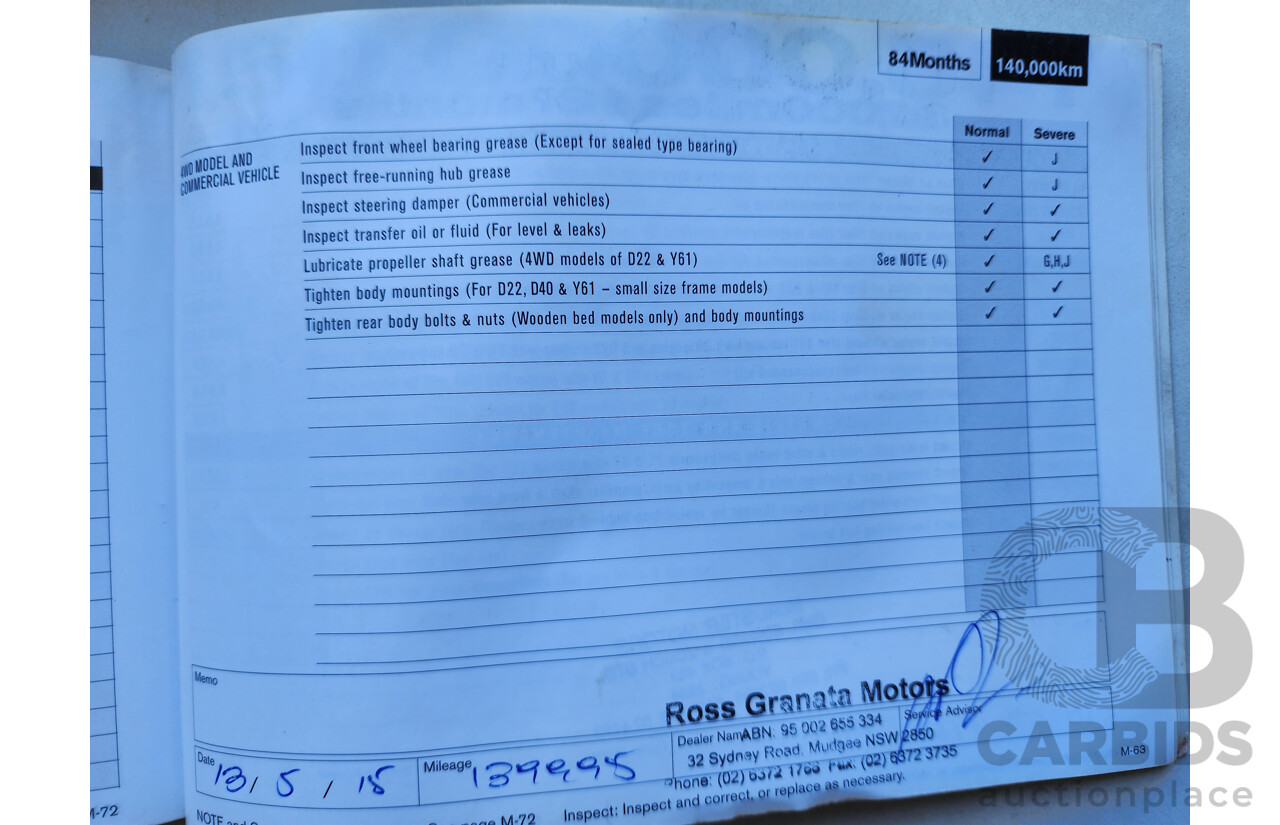 84Months 140,000km
Normal Severe
4WD MODEL AND
COMMERCIAL VEHICLE
Inspect front wheel bearing grease (Except for sealed type bearing) ✓ J
Inspect free-running hub grease ✓ J
Inspect steering damper (Commercial vehicles) ✓ ✓
Inspect transfer oil or fluid (For level & leaks) ✓ ✓
Lubricate propeller shaft grease (4WD models of D22 & Y61) See NOTE (4) ✓ G,H,J
Tighten body mountings (For D22, D40 & Y61 – small size frame models) ✓ ✓
Tighten rear body bolts & nuts (Wooden bed models only) and body mountings ✓ ✓
Memo
Ross Granata Motors
Dealer Nam ABN: 95 002 655 334 Service Advisor
32 Sydney Road, Mudgee NSW 2850
Phone: (02) 6372 1766 Fax: (02) 6372 3735
Date 13/5/15 Mileage 139995
M-63
NOTE M-72 Inspect: Inspect and correct, or replace as necessary.
M-72
CARBIDS
auctionplace